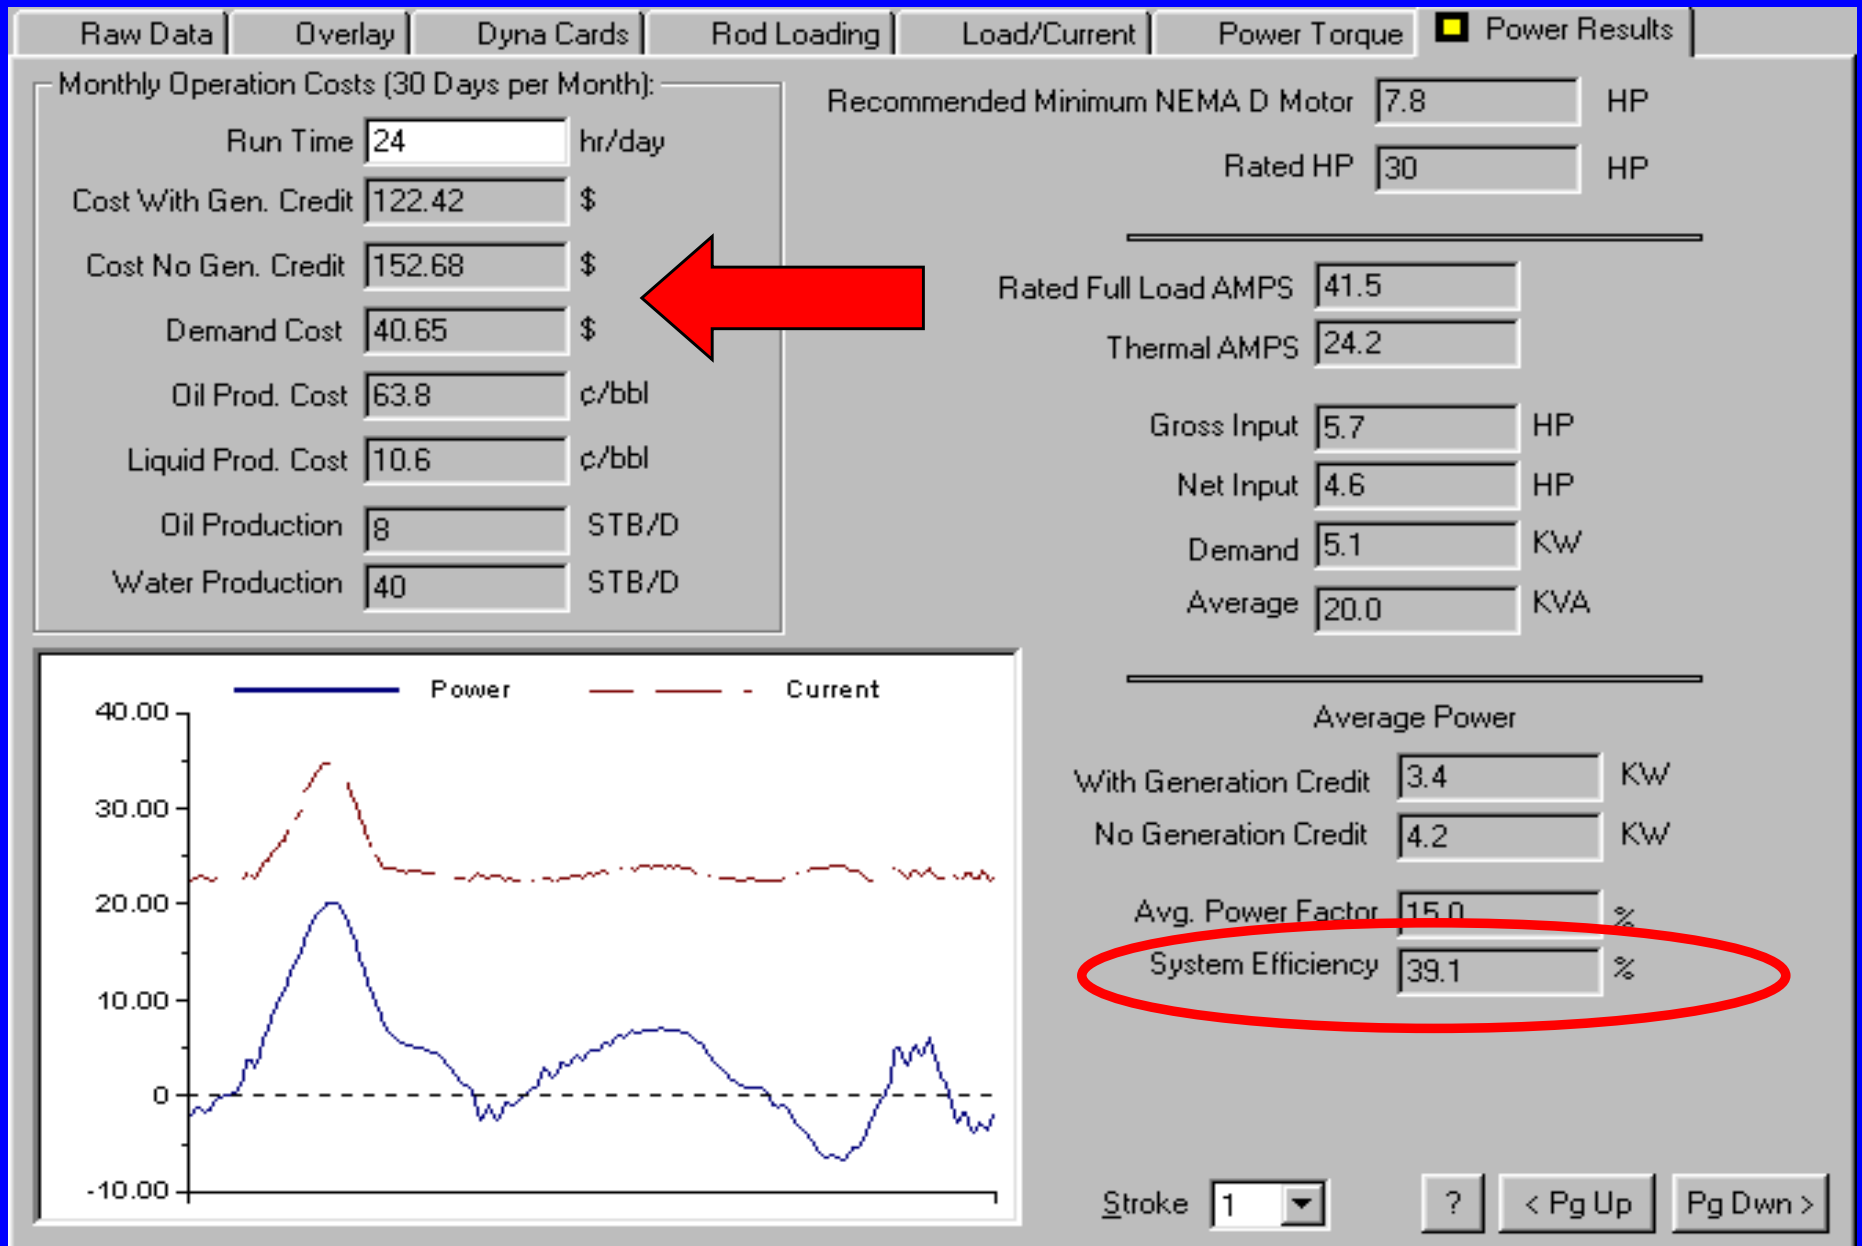 Raw Data Overlay Dyna Cards Rod Loading Load/Current Power Torque Power Results
Monthly Operation Costs (30 Days per Month):
Run Time 24 hr/day
Cost With Gen. Credit 122.42 $
Cost No Gen. Credit 152.68 $
Demand Cost 40.65 $
Oil Prod. Cost 63.8 ¢/bbl
Liquid Prod. Cost 10.6 ¢/bbl
Oil Production 8 STB/D
Water Production 40 STB/D
Recommended Minimum NEMA D Motor 7.8 HP
Rated HP 30 HP
Rated Full Load AMPS 41.5
Thermal AMPS 24.2
Gross Input 5.7 HP
Net Input 4.6 HP
Demand 5.1 KW
Average 20.0 KVA
Average Power
With Generation Credit 3.4 KW
No Generation Credit 4.2 KW
Avg. Power Factor 15.0 %
System Efficiency 39.1 %
Power Current
40.00
30.00
20.00
10.00
0
-10.00
Stroke 1 ? < Pg Up Pg Dwn >